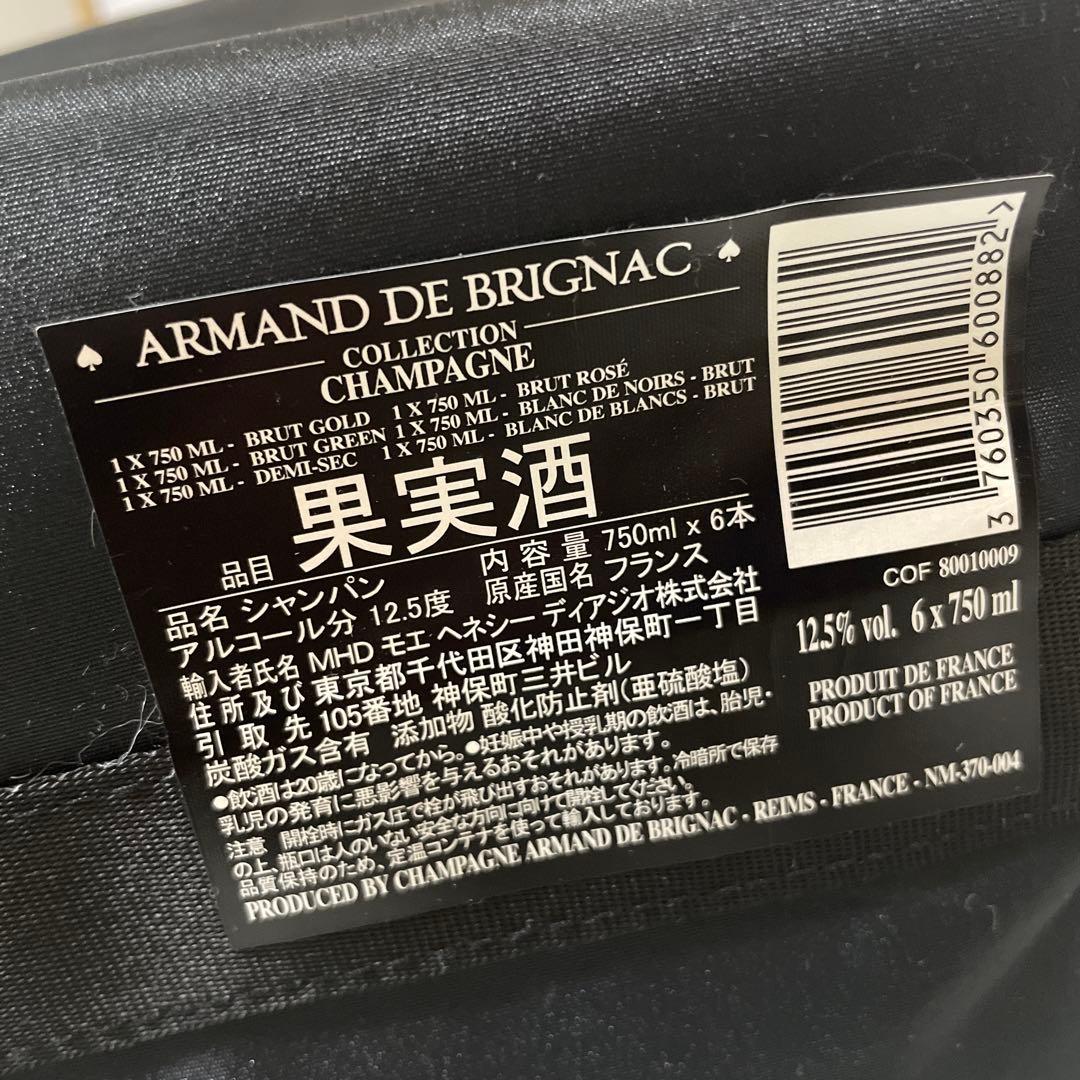 ARMAND DE BRIGNAC
COLLECTION
CHAMPAGNE
1 X 750 ML - BRUT GOLD 1 X 750 ML - BRUT ROSÉ
1 X 750 ML - BRUT GREEN 1 X 750 ML - BLANC DE NOIRS - BRUT
1 X 750 ML - DEMI-SEC 1 X 750 ML - BLANC DE BLANCS - BRUT
品目 果実酒 内容量 750ml x 6本
品名 シャンパン 原産国名 フランス
アルコール分 12.5度
輸入者氏名 MHD モエ ヘネシー ディアジオ株式会社
住所及び 東京都千代田区神田神保町一丁目
引取先 105番地 神保町三井ビル
炭酸ガス含有 添加物 酸化防止剤(亜硫酸塩)
●飲酒は20歳になってから。●妊娠中や授乳期の飲酒は、胎児・
乳児の発育に悪影響を与えるおそれがあります。
注意 開栓時にガス圧で栓が飛び出すおそれがあります。冷暗所で保存
の上、瓶口は人のいない安全な方向に向けて開栓してください。
品質保持のため、定温コンテナを使って輸入しております。
PRODUCED BY CHAMPAGNE ARMAND DE BRIGNAC - REIMS - FRANCE - NM-370-004
3 760350 600882 >
COF 80010009
12.5% vol. 6 x 750 ml
PRODUIT DE FRANCE
PRODUCT OF FRANCE